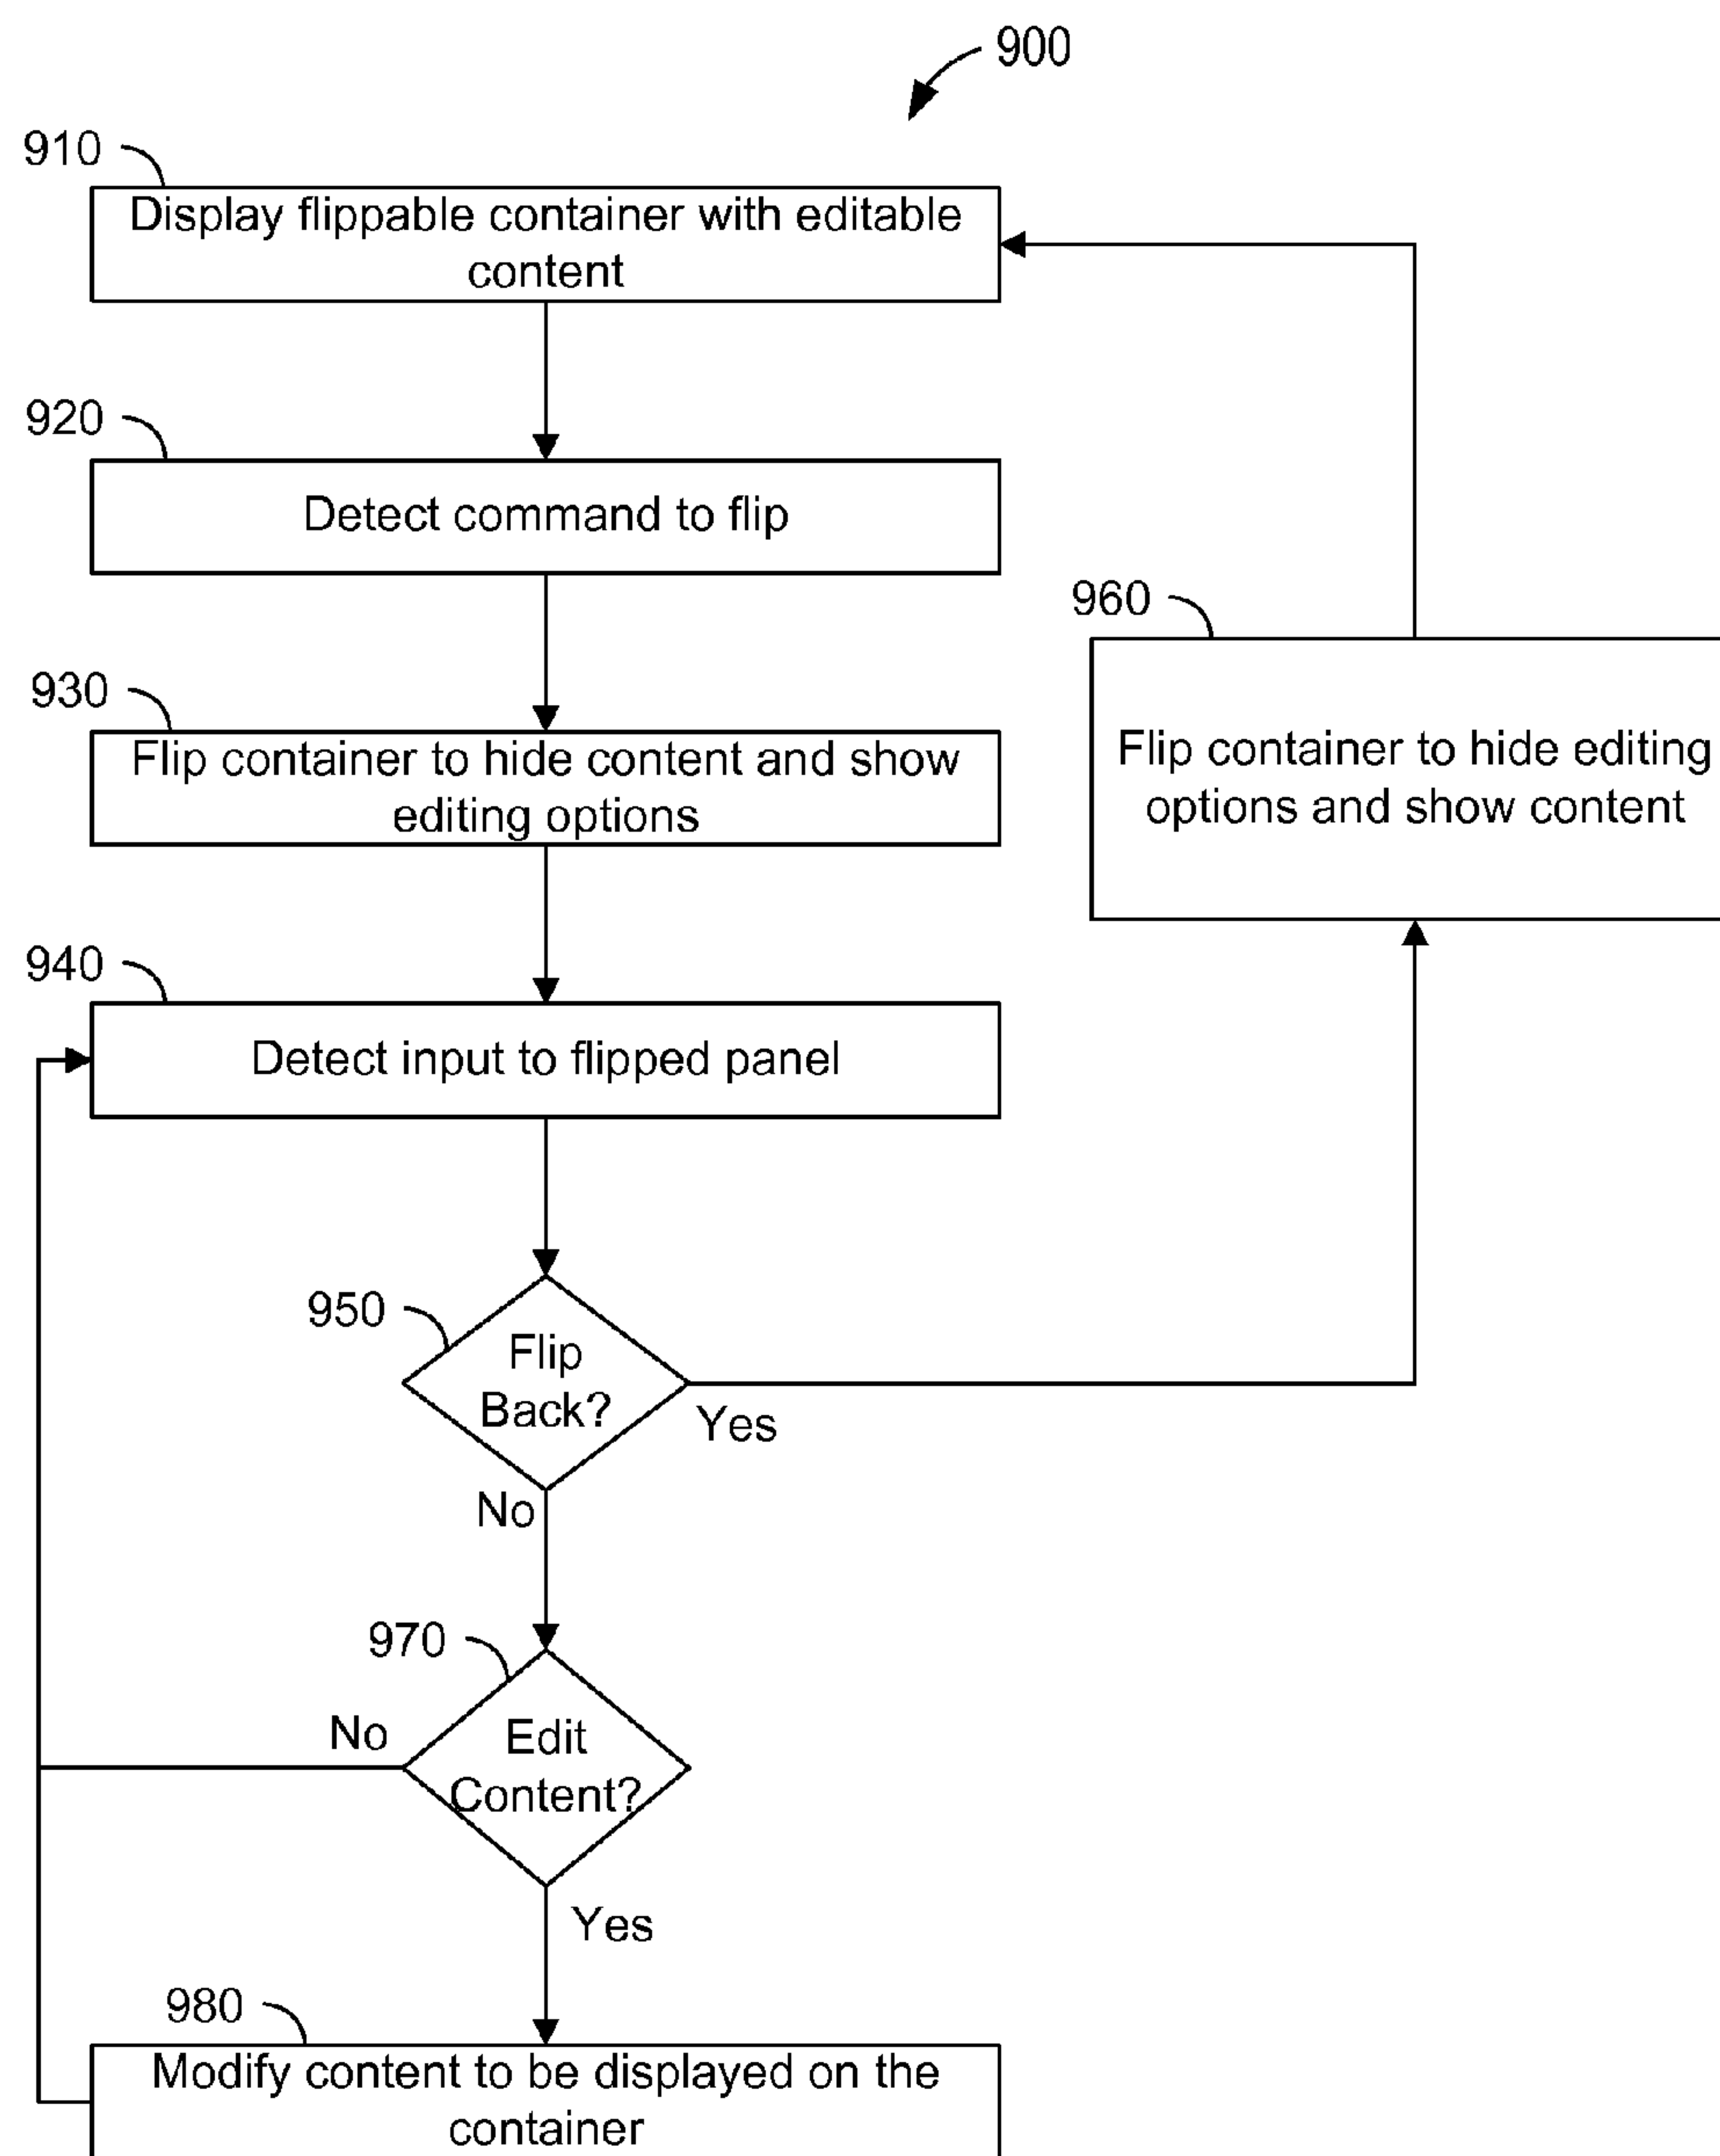 900
910
Display flippable container with editable
content
920
Detect command to flip
930
Flip container to hide content and show
editing options
960
Flip container to hide editing
options and show content
940
Detect input to flipped panel
950
Flip
Back?
Yes
No
970
No
Edit
Content?
Yes
980
Modify content to be displayed on the
container